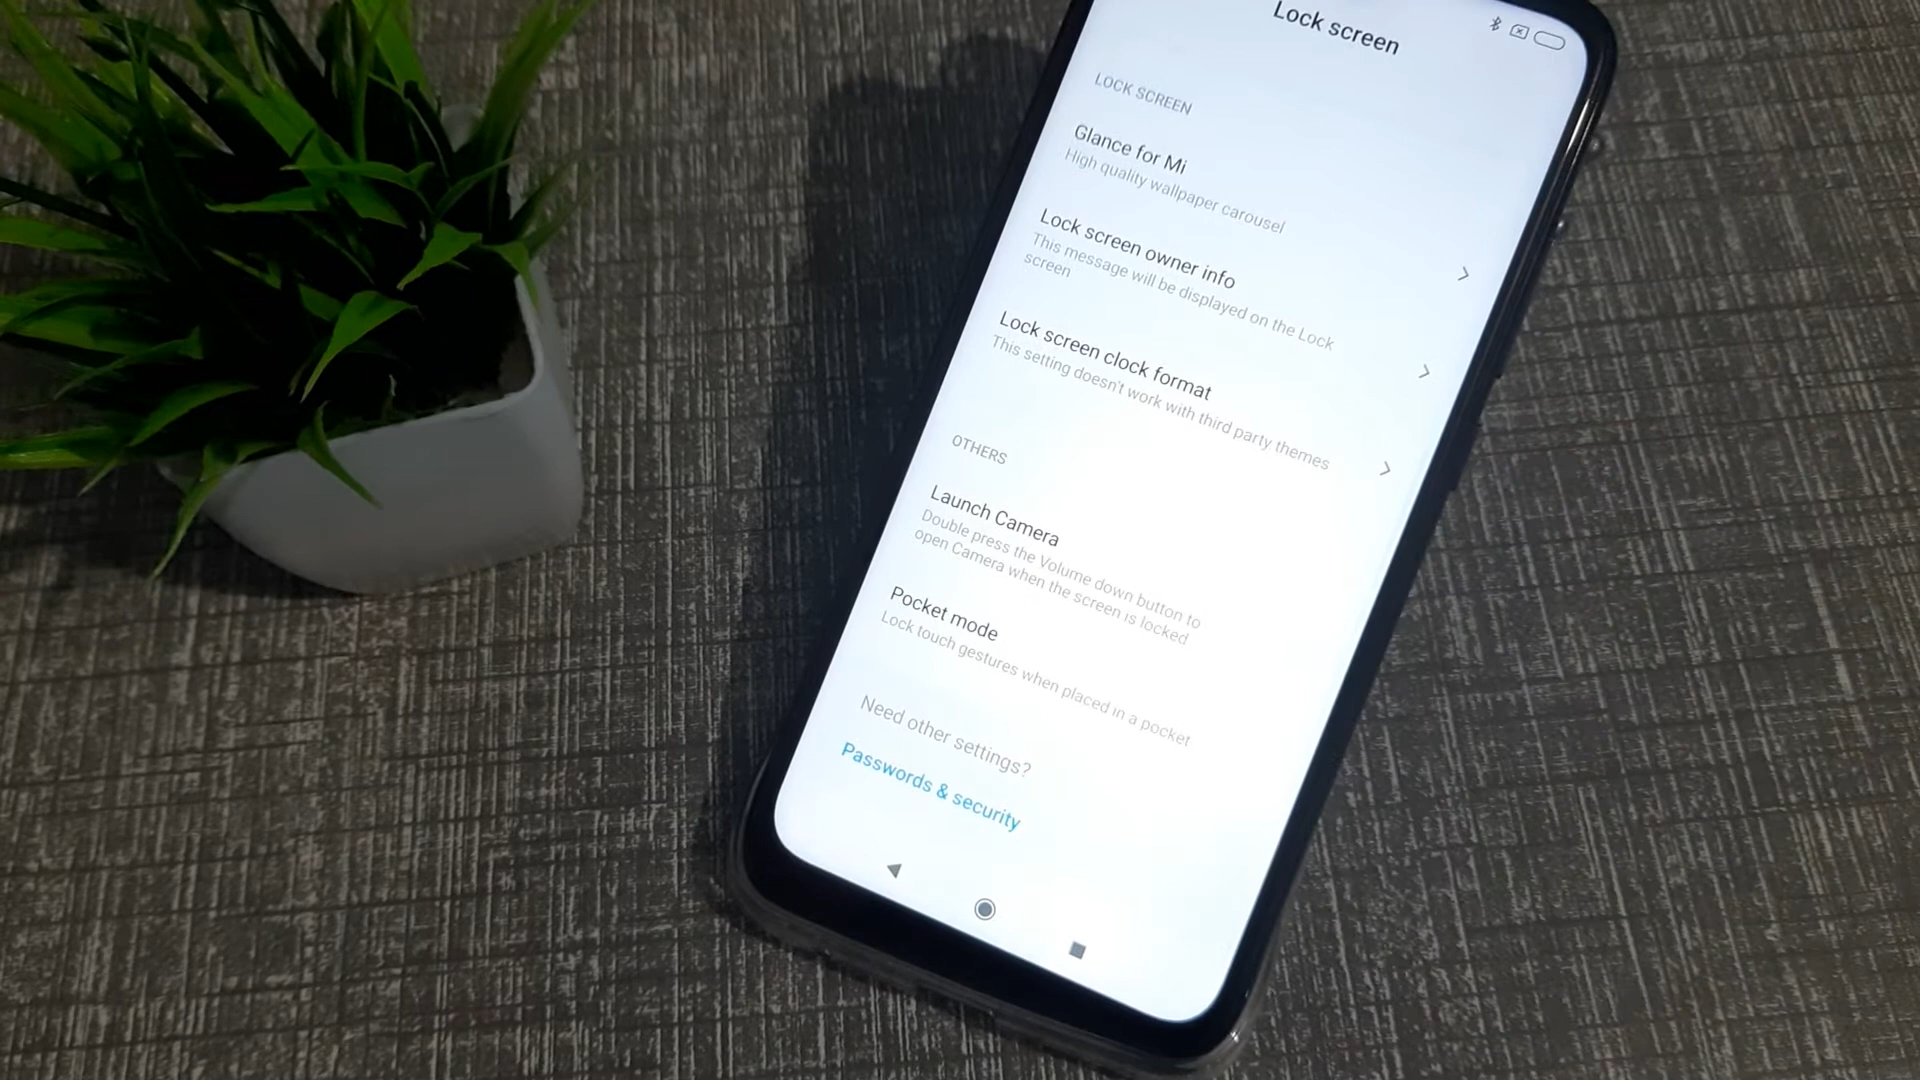 Lock screen
LOCK SCREEN
Glance for Mi
High quality wallpaper carousel
Lock screen owner info
This message will be displayed on the Lock
screen
Lock screen clock format
This setting doesn't work with third party themes
OTHERS
Launch Camera
Double press the Volume down button to
open Camera when the screen is locked
Pocket mode
Lock touch gestures when placed in a pocket
Need other settings?
Passwords & security